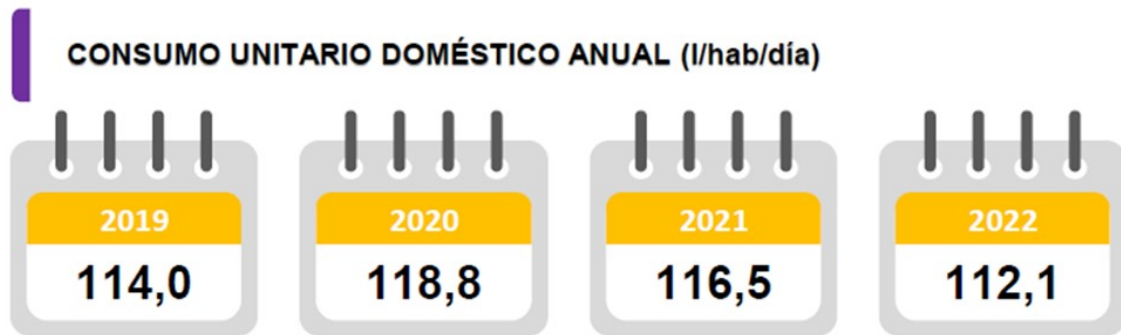 CONSUMO UNITARIO DOMÉSTICO ANUAL (l/hab/día)
2019 2020 2021 2022
114,0 118,8 116,5 112,1